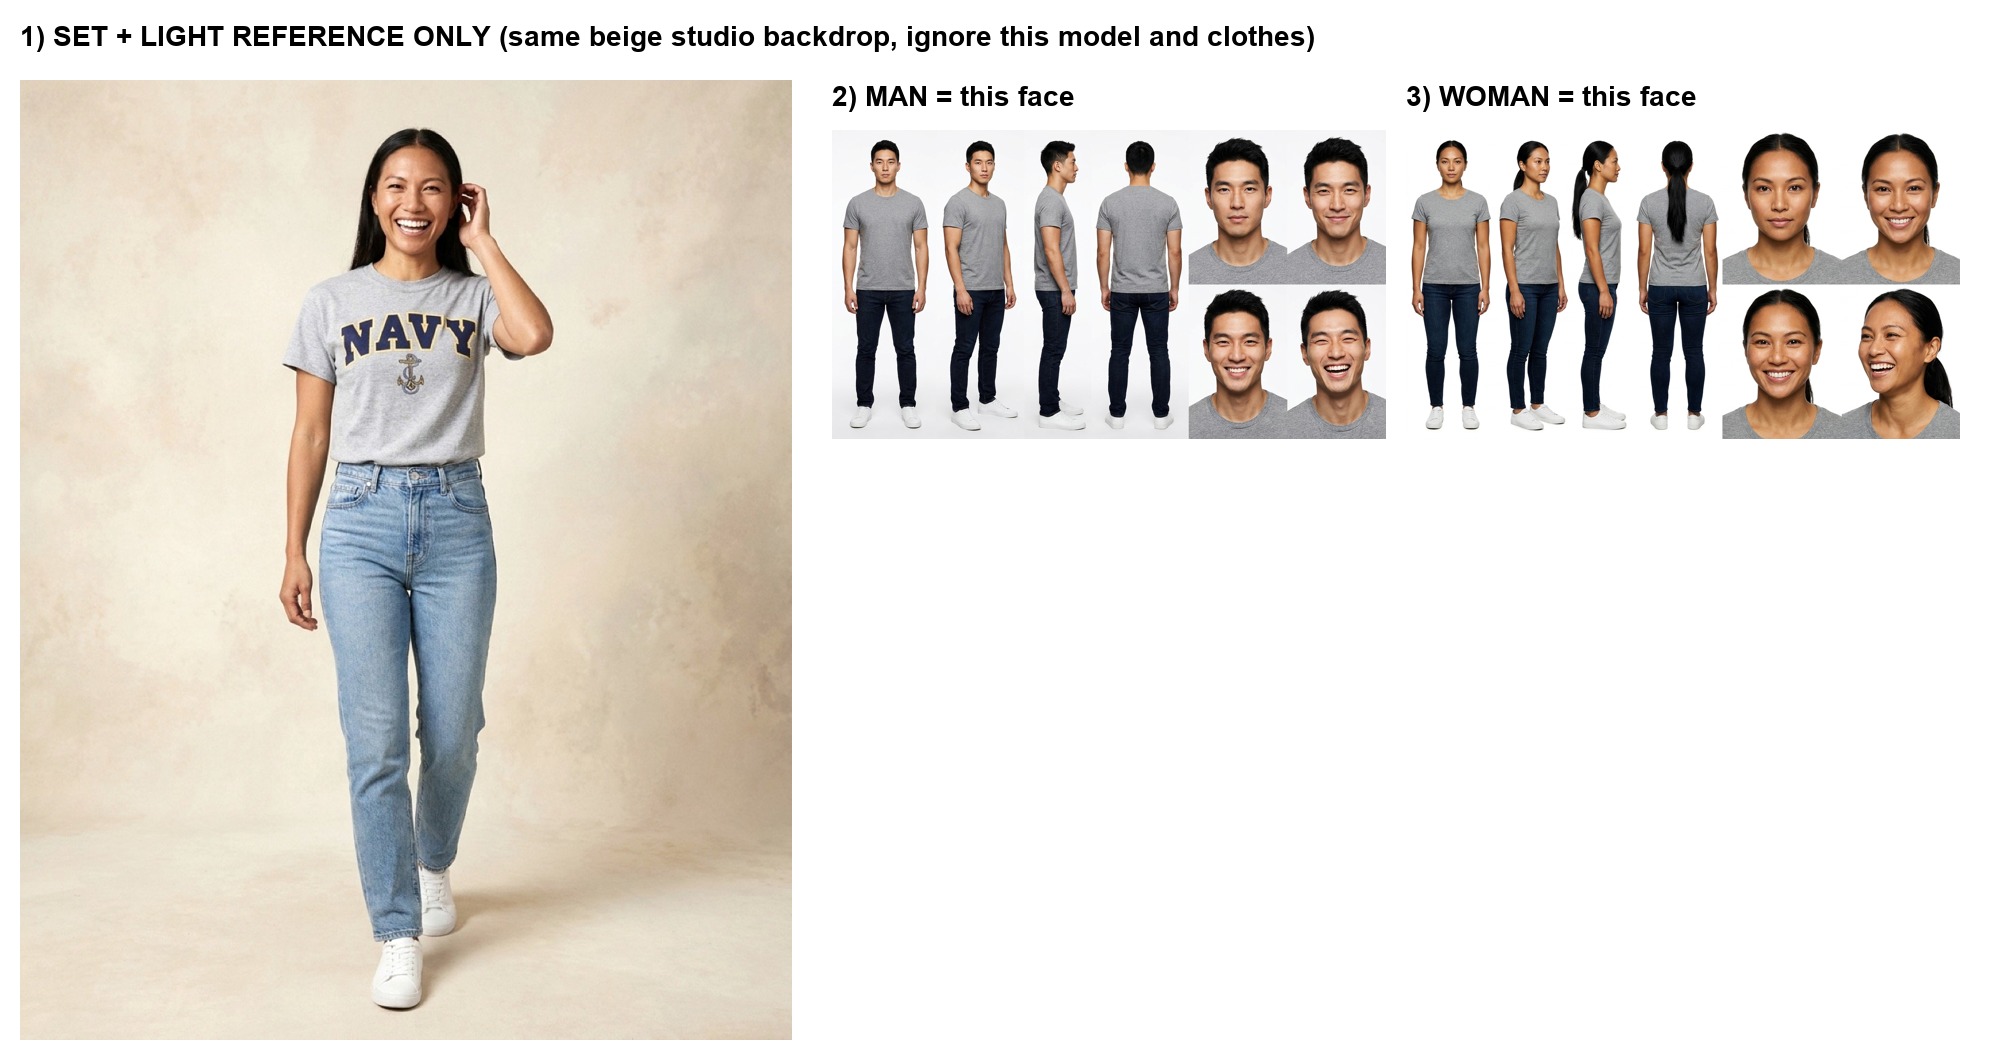 1) SET + LIGHT REFERENCE ONLY (same beige studio backdrop, ignore this model and clothes)
2) MAN = this face
3) WOMAN = this face
NAVY